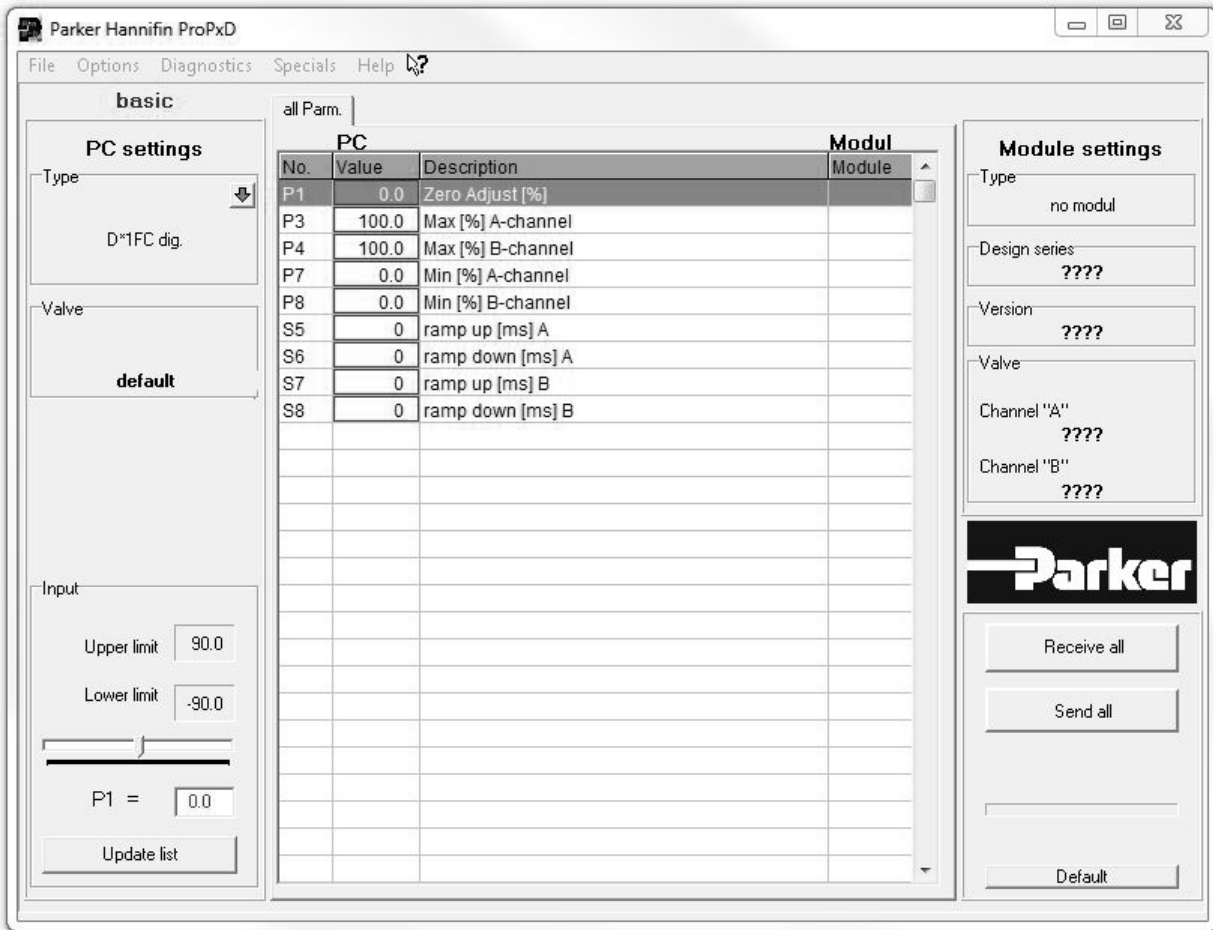 Parker Hannifin ProPxD
File Options Diagnostics Specials Help
basic
PC settings
Type
D*1FC dig.
Valve
default
Input
Upper limit 90.0
Lower limit -90.0
P1 = 0.0
Update list
all Parm.
PC Modul
No. Value Description Module
P1 0.0 Zero Adjust [%]
P3 100.0 Max [%] A-channel
P4 100.0 Max [%] B-channel
P7 0.0 Min [%] A-channel
P8 0.0 Min [%] B-channel
S5 0 ramp up [ms] A
S6 0 ramp down [ms] A
S7 0 ramp up [ms] B
S8 0 ramp down [ms] B
Module settings
Type
no modul
Design series
????
Version
????
Valve
Channel "A"
????
Channel "B"
????
Parker
Receive all
Send all
Default